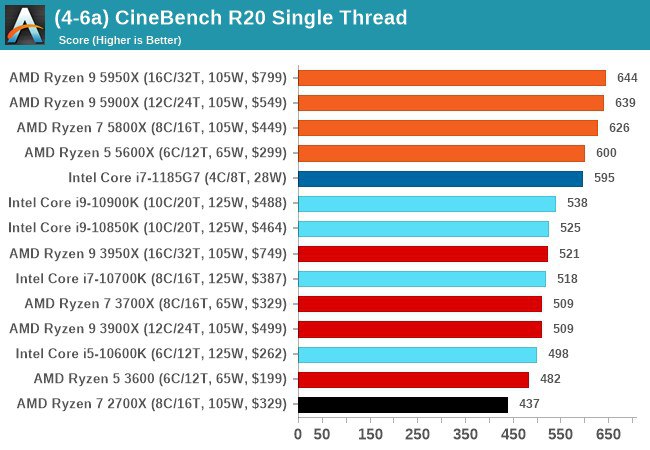 (4-6a) CineBench R20 Single Thread
Score (Higher is Better)
AMD Ryzen 9 5950X (16C/32T, 105W, $799) 644
AMD Ryzen 9 5900X (12C/24T, 105W, $549) 639
AMD Ryzen 7 5800X (8C/16T, 105W, $449) 626
AMD Ryzen 5 5600X (6C/12T, 65W, $299) 600
Intel Core i7-1185G7 (4C/8T, 28W) 595
Intel Core i9-10900K (10C/20T, 125W, $488) 538
Intel Core i9-10850K (10C/20T, 125W, $464) 525
AMD Ryzen 9 3950X (16C/32T, 105W, $749) 521
Intel Core i7-10700K (8C/16T, 125W, $387) 518
AMD Ryzen 7 3700X (8C/16T, 65W, $329) 509
AMD Ryzen 9 3900X (12C/24T, 105W, $499) 509
Intel Core i5-10600K (6C/12T, 125W, $262) 498
AMD Ryzen 5 3600 (6C/12T, 65W, $199) 482
AMD Ryzen 7 2700X (8C/16T, 105W, $329) 437
0 50 150 250 350 450 550 650